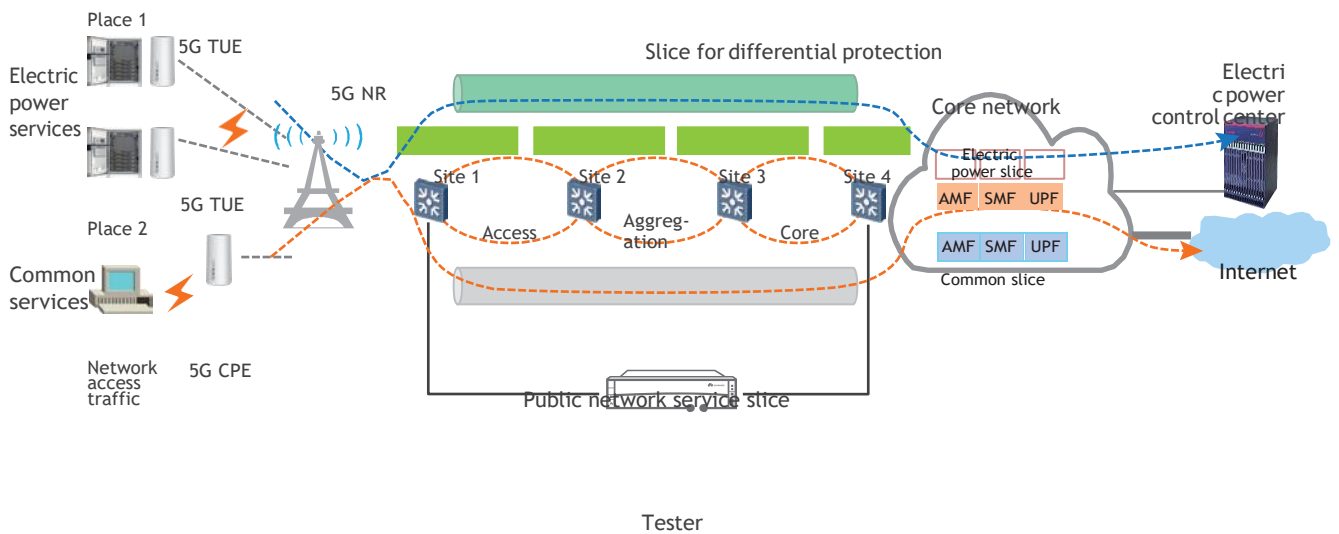 Place 1
5G TUE
Electric
power
services
5G NR
Slice for differential protection
Core network
Electri
c power
control center
Electric
power slice
Site 1
Site 2
Site 3
Site 4
AMF SMF UPF
5G TUE
Place 2
Access
Aggreg-
ation
Core
AMF SMF UPF
Common slice
Internet
Common
services
Network
access
traffic
5G CPE
Public network service slice
Tester